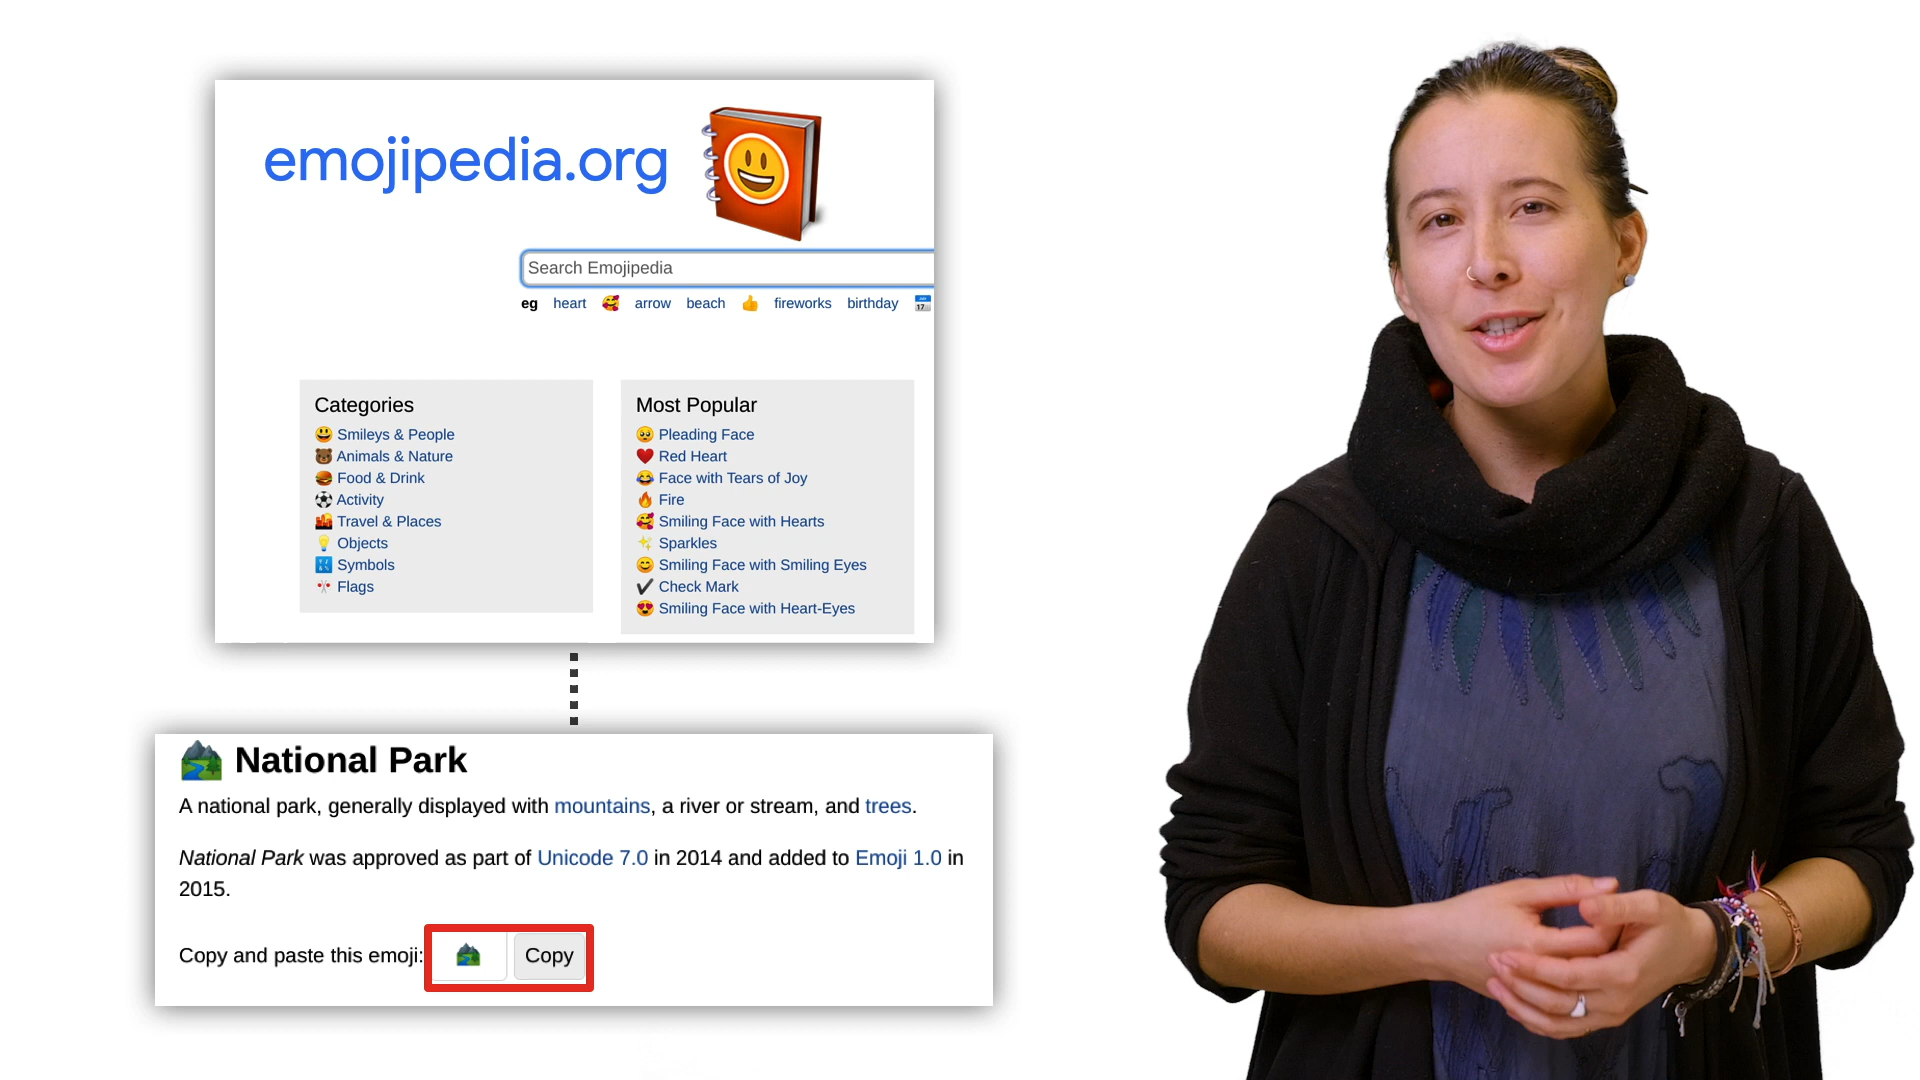 emojipedia.org
Search Emojipedia
eg heart 🥰 arrow beach 👍 fireworks birthday 📅
Categories
😃 Smileys & People
🐻 Animals & Nature
🍔 Food & Drink
⚽ Activity
🌇 Travel & Places
💡 Objects
🔣 Symbols
🎌 Flags
Most Popular
🥺 Pleading Face
❤️ Red Heart
😂 Face with Tears of Joy
🔥 Fire
🥰 Smiling Face with Hearts
✨ Sparkles
😊 Smiling Face with Smiling Eyes
✔️ Check Mark
😍 Smiling Face with Heart-Eyes
🏞️ National Park
A national park, generally displayed with mountains, a river or stream, and trees.
National Park was approved as part of Unicode 7.0 in 2014 and added to Emoji 1.0 in
2015.
Copy and paste this emoji: 🏞️ Copy